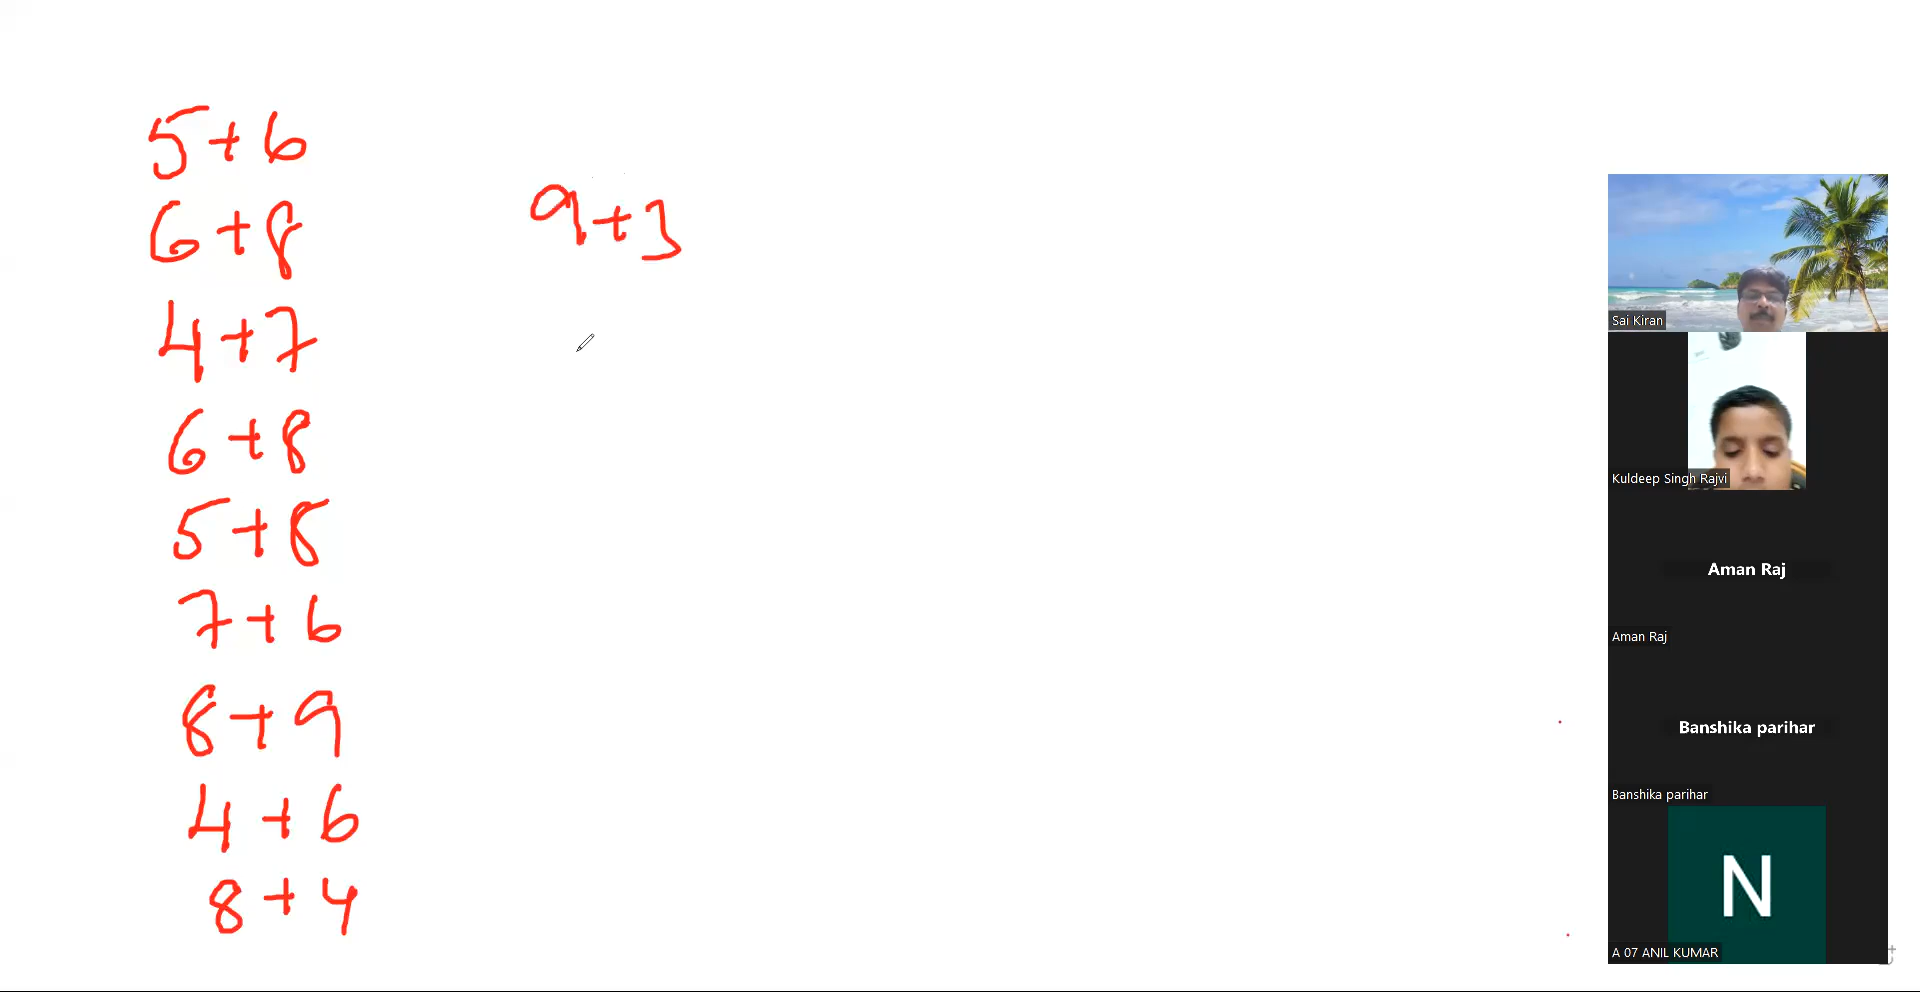 5+6
6+8
4+7
6+8
5+8
7+6
8+9
4+6
8+4
9+3
Sai Kiran
Kuldeep Singh Rajvi
Aman Raj
Aman Raj
Banshika parihar
Banshika parihar
N
A 07 ANIL KUMAR